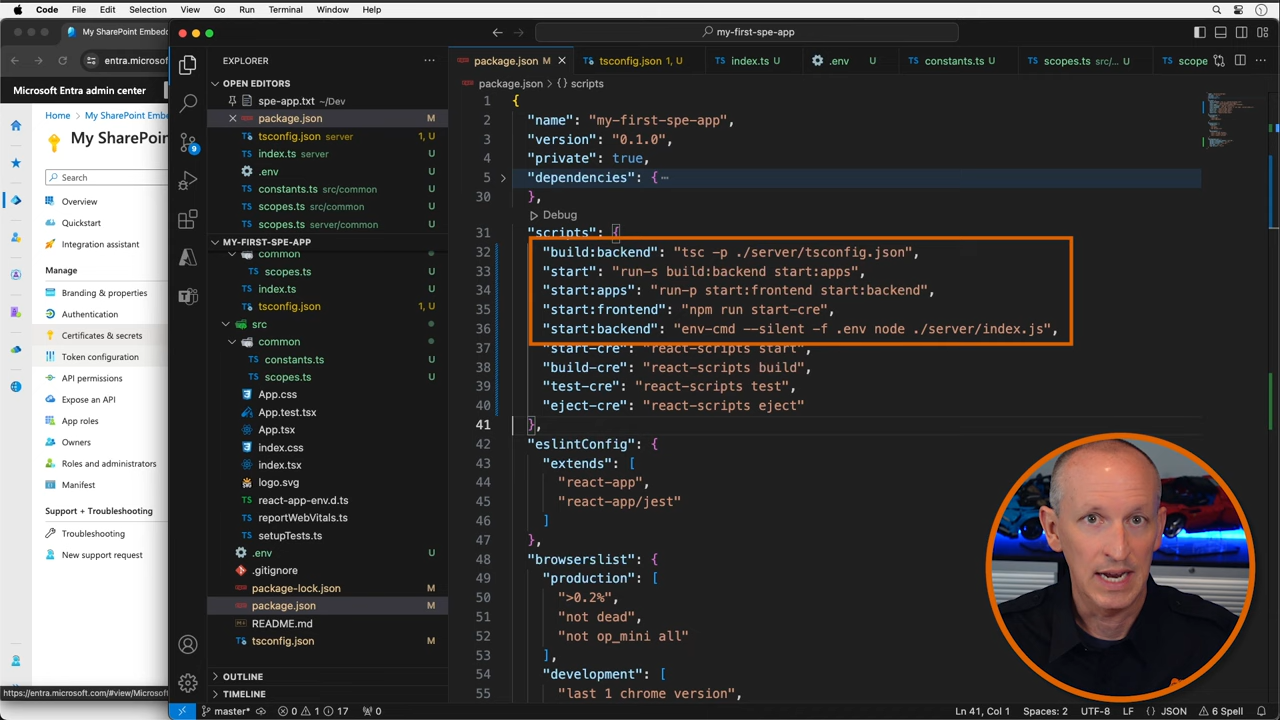 Code File Edit Selection View Go Run Terminal Window Help
My SharePoint Embedd
entra.microsof
Microsoft Entra admin center
Home > My SharePoint Embe
My SharePoint
Search
Overview
Quickstart
Integration assistant
Manage
Branding & properties
Authentication
Certificates & secrets
Token configuration
API permissions
Expose an API
App roles
Owners
Roles and administrators
Manifest
Support + Troubleshooting
Troubleshooting
New support request
https://entra.microsoft.com/#view/Microsof
my-first-spe-app
EXPLORER
OPEN EDITORS
spe-app.txt ~/Dev
package.json M
tsconfig.json server 1, U
index.ts server U
.env U
constants.ts src/common U
scopes.ts src/common U
scopes.ts server/common U
MY-FIRST-SPE-APP
common
scopes.ts U
index.ts U
tsconfig.json 1, U
src
common
constants.ts U
scopes.ts U
App.css
App.test.tsx
App.tsx
index.css
index.tsx
logo.svg
react-app-env.d.ts
reportWebVitals.ts
setupTests.ts
.env U
.gitignore
package-lock.json M
package.json M
README.md
tsconfig.json M
OUTLINE
TIMELINE
9
package.json M
tsconfig.json 1, U
index.ts U
.env U
constants.ts U
scopes.ts src/... U
scope
package.json > {} scripts
1 {
2 "name": "my-first-spe-app",
3 "version": "0.1.0",
4 "private": true,
5 "dependencies": { ⋯
30 },
Debug
31 "scripts": {
32 "build:backend": "tsc -p ./server/tsconfig.json",
33 "start": "run-s build:backend start:apps",
34 "start:apps": "run-p start:frontend start:backend",
35 "start:frontend": "npm run start-cre",
36 "start:backend": "env-cmd --silent -f .env node ./server/index.js",
37 "start-cre": "react-scripts start",
38 "build-cre": "react-scripts build",
39 "test-cre": "react-scripts test",
40 "eject-cre": "react-scripts eject"
41 },
42 "eslintConfig": {
43 "extends": [
44 "react-app",
45 "react-app/jest"
46 ]
47 },
48 "browserslist": {
49 "production": [
50 ">0.2%",
51 "not dead",
52 "not op_mini all"
53 ],
54 "development": [
55 "last 1 chrome version",
master* 0 1 17 0
Ln 41, Col 1 Spaces: 2 UTF-8 LF {} JSON 6 Spell